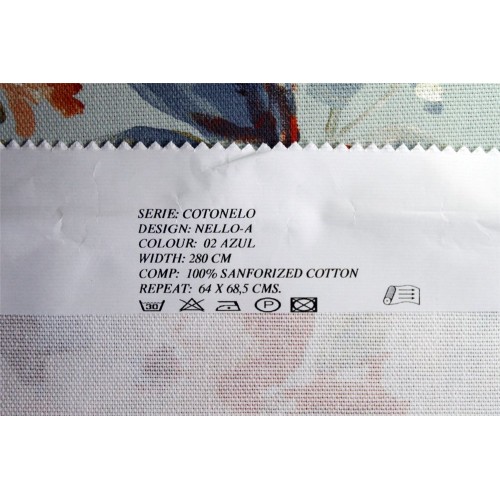 SERIE: COTONELO
DESIGN: NELLO-A
COLOUR: 02 AZUL
WIDTH: 280 CM
COMP: 100% SANFORIZED COTTON
REPEAT: 64 X 68,5 CMS.
30 P